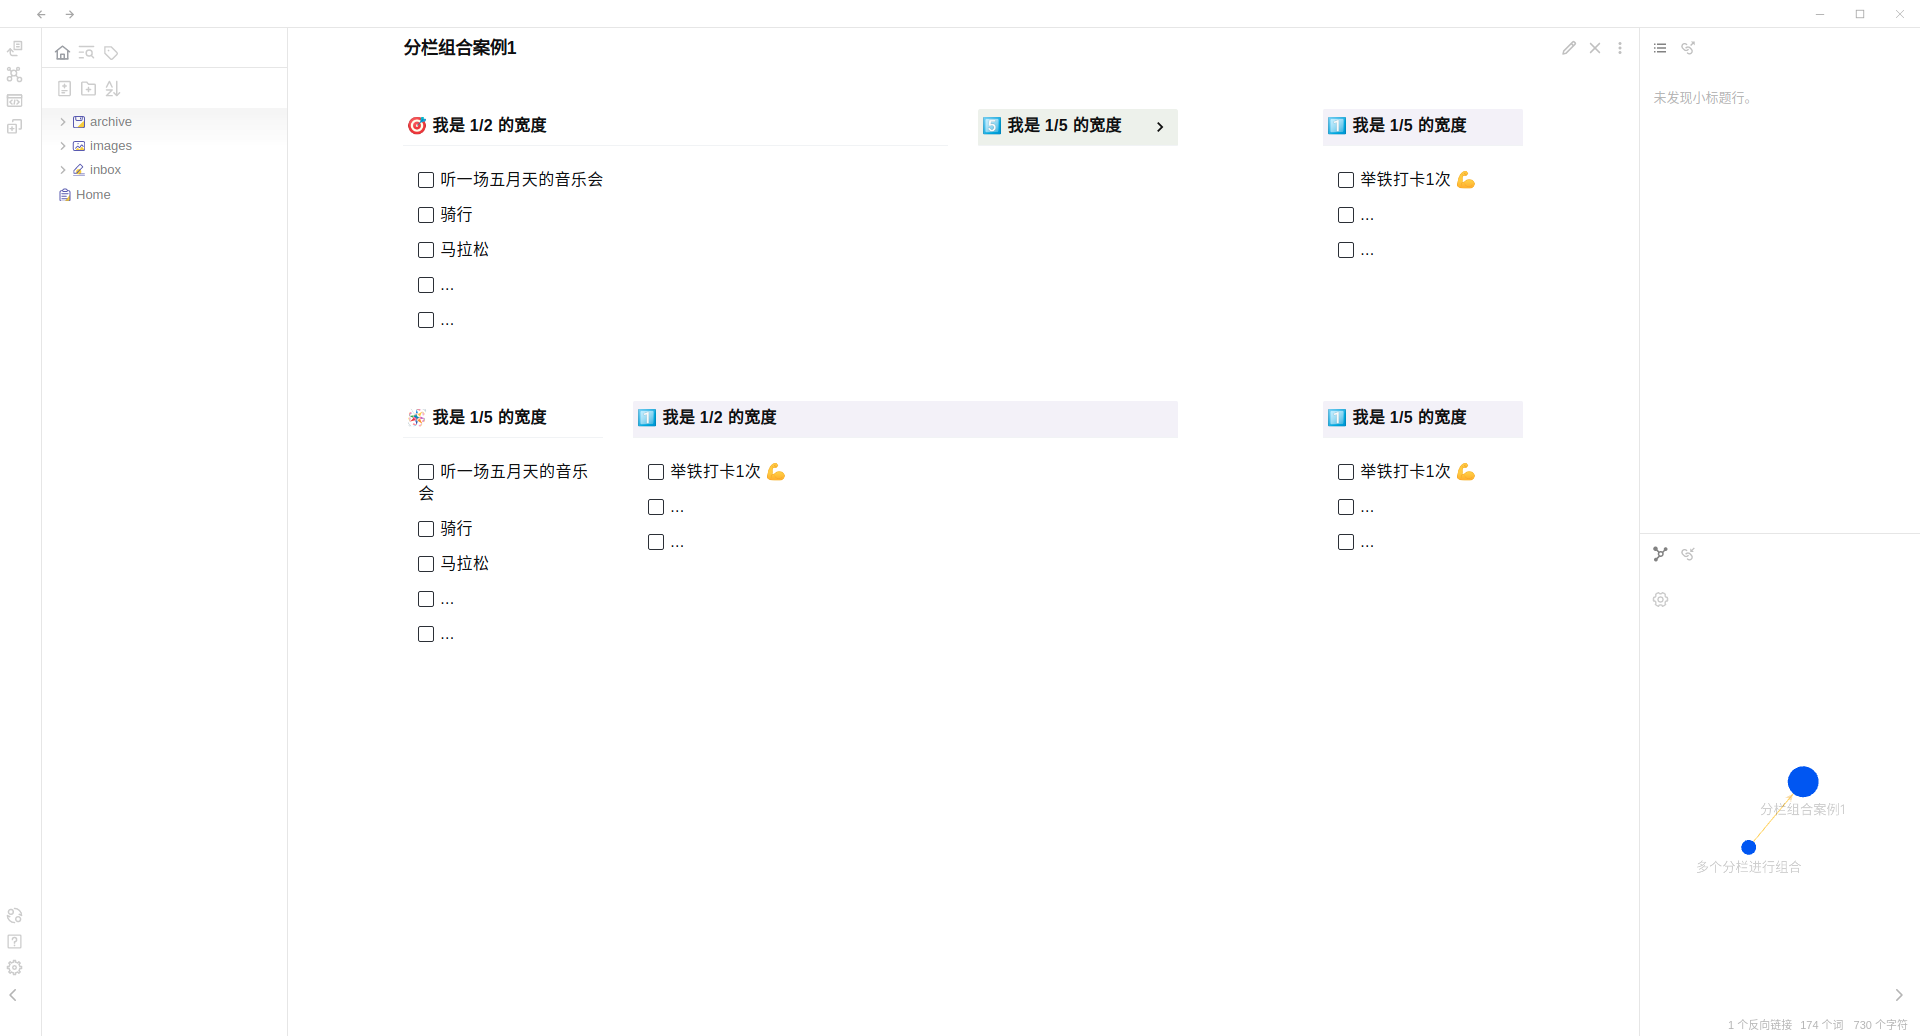 分栏组合案例1
archive
images
inbox
Home
🎯 我是 1/2 的宽度
听一场五月天的音乐会
骑行
马拉松
...
...
5️⃣ 我是 1/5 的宽度
1️⃣ 我是 1/5 的宽度
举铁打卡1次 💪
...
...
🪅 我是 1/5 的宽度
听一场五月天的音乐
会
骑行
马拉松
...
...
1️⃣ 我是 1/2 的宽度
举铁打卡1次 💪
...
...
1️⃣ 我是 1/5 的宽度
举铁打卡1次 💪
...
...
未发现小标题行。
分栏组合案例1
多个分栏进行组合
1 个反向链接 174 个词 730 个字符